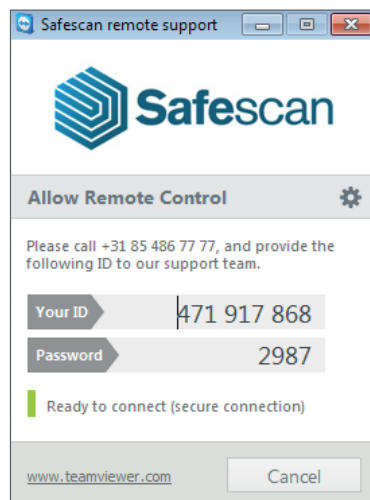 Safescan remote support
Safescan
Allow Remote Control
Please call +31 85 486 77 77, and provide the
following ID to our support team.
Your ID 471 917 868
Password 2987
Ready to connect (secure connection)
www.teamviewer.com Cancel